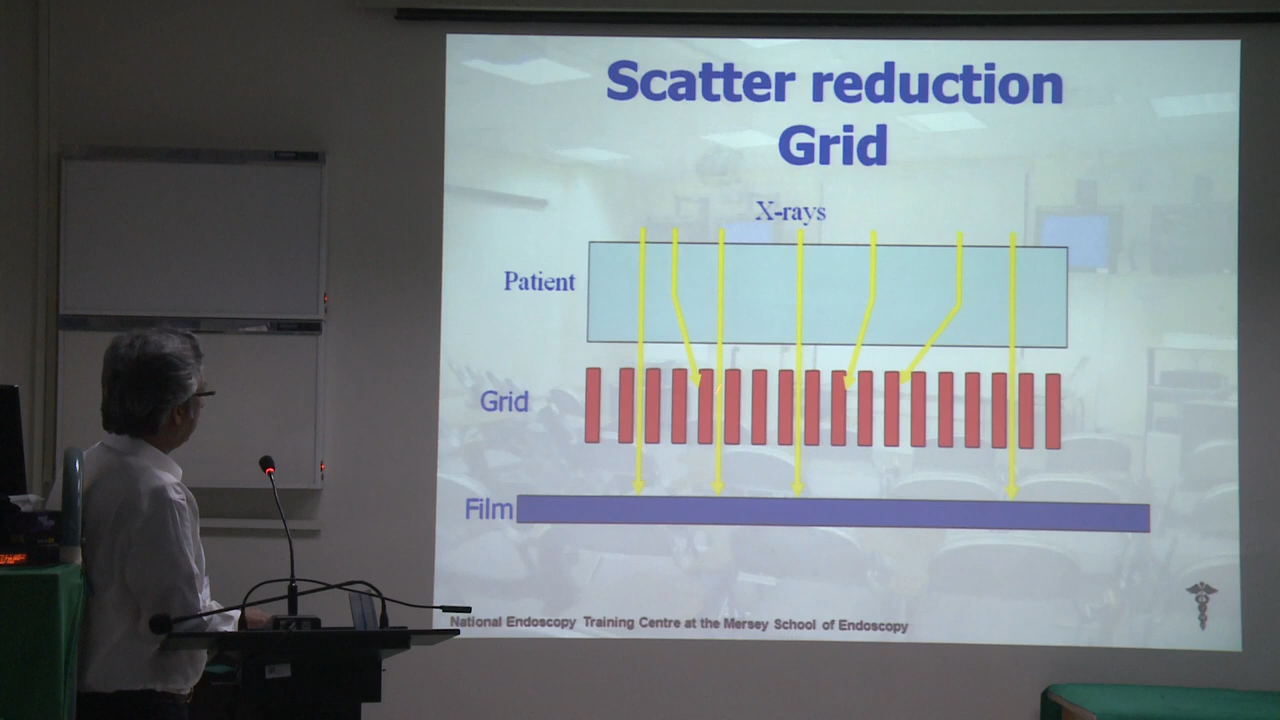 Scatter reduction
Grid
X-rays
Patient
Grid
Film
National Endoscopy Training Centre at the Mersey School of Endoscopy